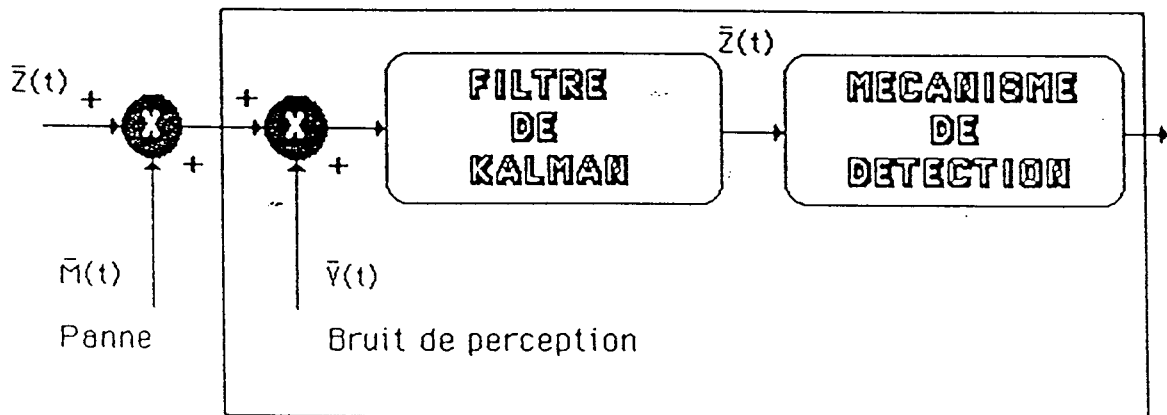 Z̄(t)
+
X
+
+
X
+
FILTRE
DE
KALMAN
Z̄(t)
MECANISME
DE
DETECTION
M̄(t)
Panne
V̄(t)
Bruit de perception